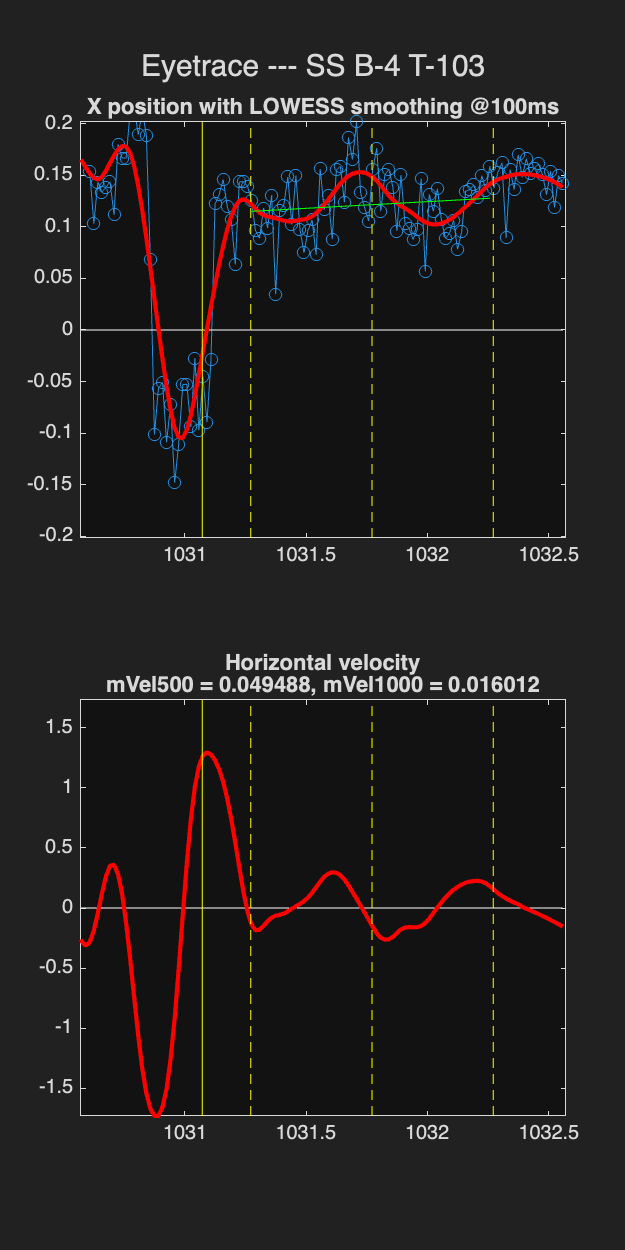 Eyetrace --- SS B-4 T-103
X position with LOWESS smoothing @100ms
0.2
0.15
0.1
0.05
0
-0.05
-0.1
-0.15
-0.2
1031 1031.5 1032 1032.5
Horizontal velocity
mVel500 = 0.049488, mVel1000 = 0.016012
1.5
1
0.5
0
-0.5
-1
-1.5
1031 1031.5 1032 1032.5